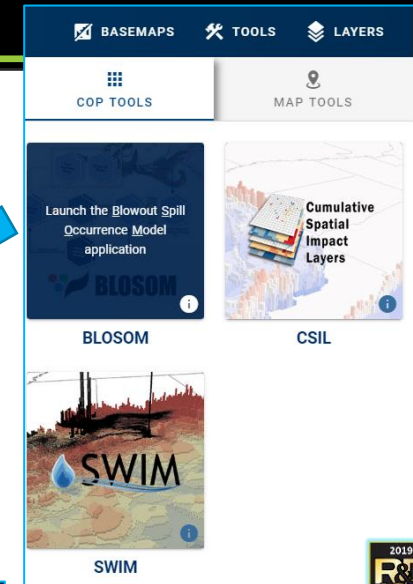 BASEMAPS TOOLS LAYERS
COP TOOLS MAP TOOLS
Launch the Blowout Spill
Occurrence Model
application
BLOSOM
Cumulative
Spatial
Impact
Layers
BLOSOM CSIL
SWIM
SWIM
2019
R&